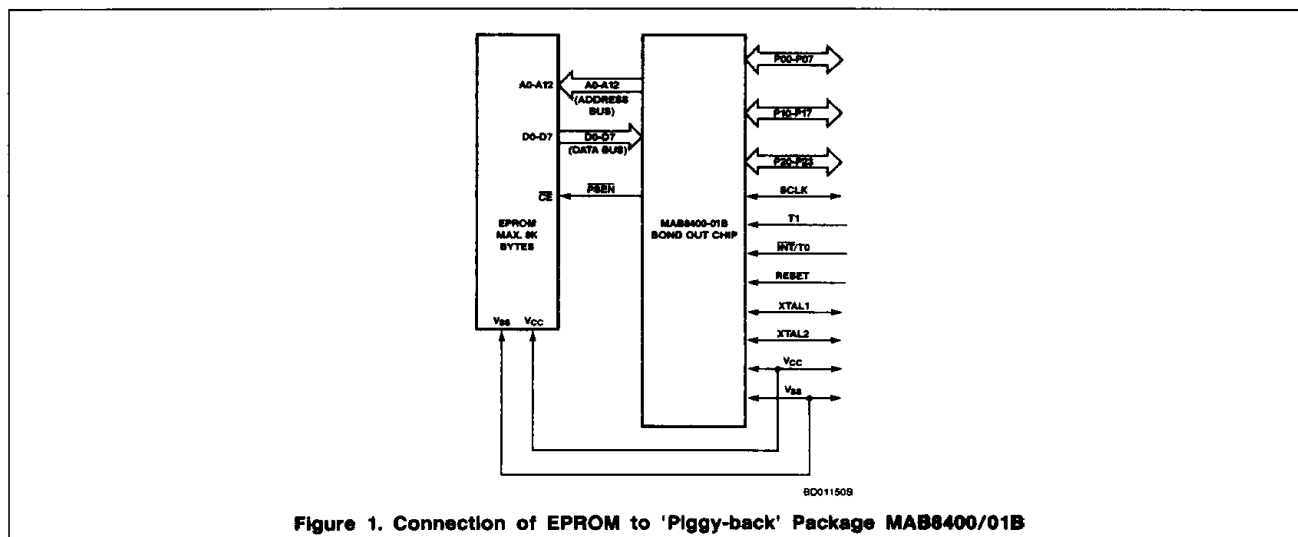 A0-A12
A0-A12
(ADDRESS
BUS)
D0-D7
D0-D7
(DATA BUS)
CE
PSEN
EPROM
MAX. 8K
BYTES
VSS
VCC
MAB8400-01B
BOND OUT CHIP
P00-P07
P10-P17
P20-P23
SCLK
T1
INT/T0
RESET
XTAL1
XTAL2
VCC
VSS
BD01150S
Figure 1. Connection of EPROM to 'Piggy-back' Package MAB8400/01B